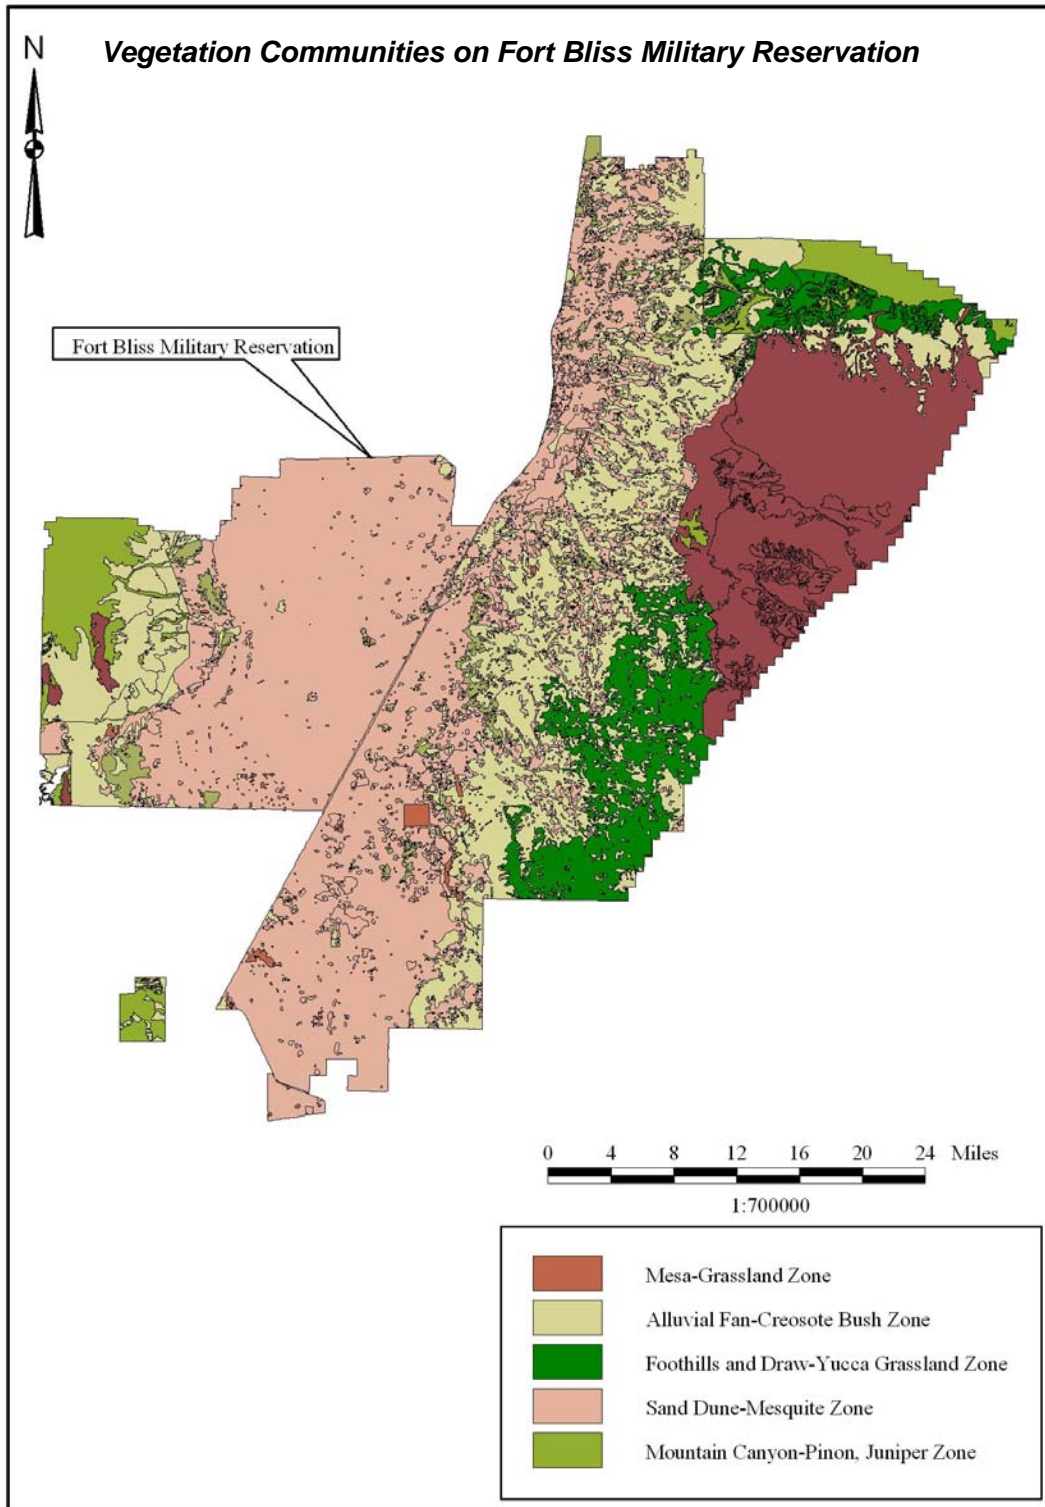 Vegetation Communities on Fort Bliss Military Reservation
N
Fort Bliss Military Reservation
0 4 8 12 16 20 24 Miles
1:700000
Mesa-Grassland Zone
Alluvial Fan-Creosote Bush Zone
Foothills and Draw-Yucca Grassland Zone
Sand Dune-Mesquite Zone
Mountain Canyon-Pinon, Juniper Zone